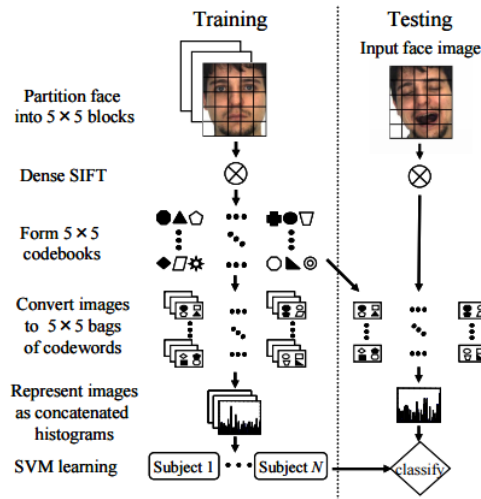 Training
Testing
Input face image
Partition face
into 5×5 blocks
Dense SIFT
Form 5×5
codebooks
Convert images
to 5×5 bags
of codewords
Represent images
as concatenated
histograms
SVM learning
Subject 1
Subject N
classify